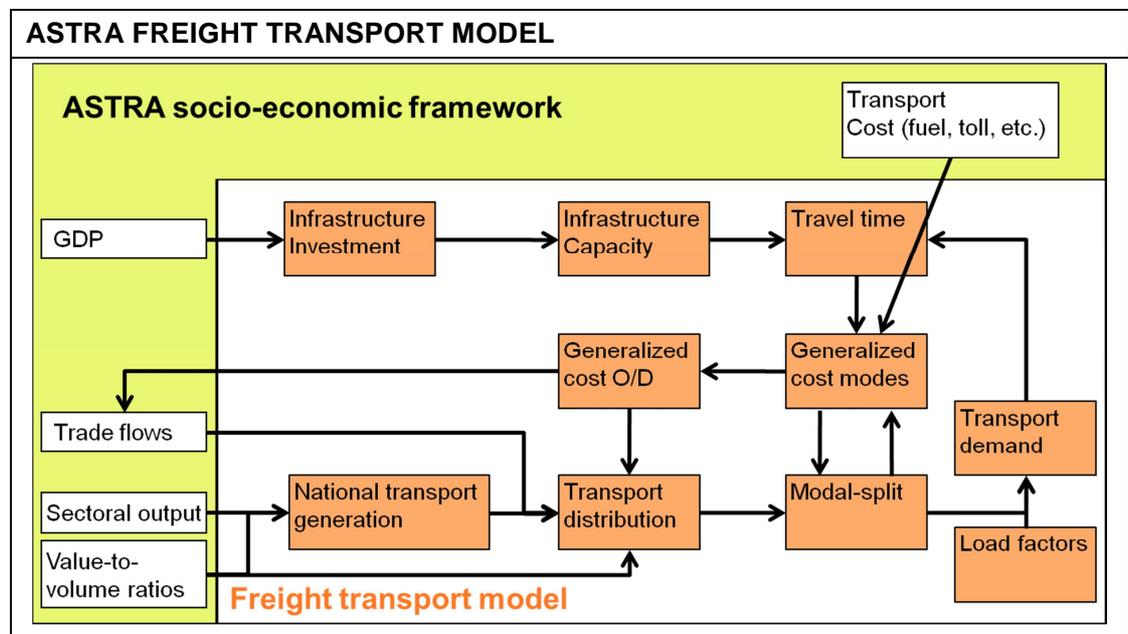 ASTRA FREIGHT TRANSPORT MODEL
ASTRA socio-economic framework
Transport
Cost (fuel, toll, etc.)
GDP
Infrastructure
Investment
Infrastructure
Capacity
Travel time
Generalized
cost O/D
Generalized
cost modes
Trade flows
Transport
demand
Sectoral output
National transport
generation
Transport
distribution
Modal-split
Load factors
Value-to-
volume ratios
Freight transport model